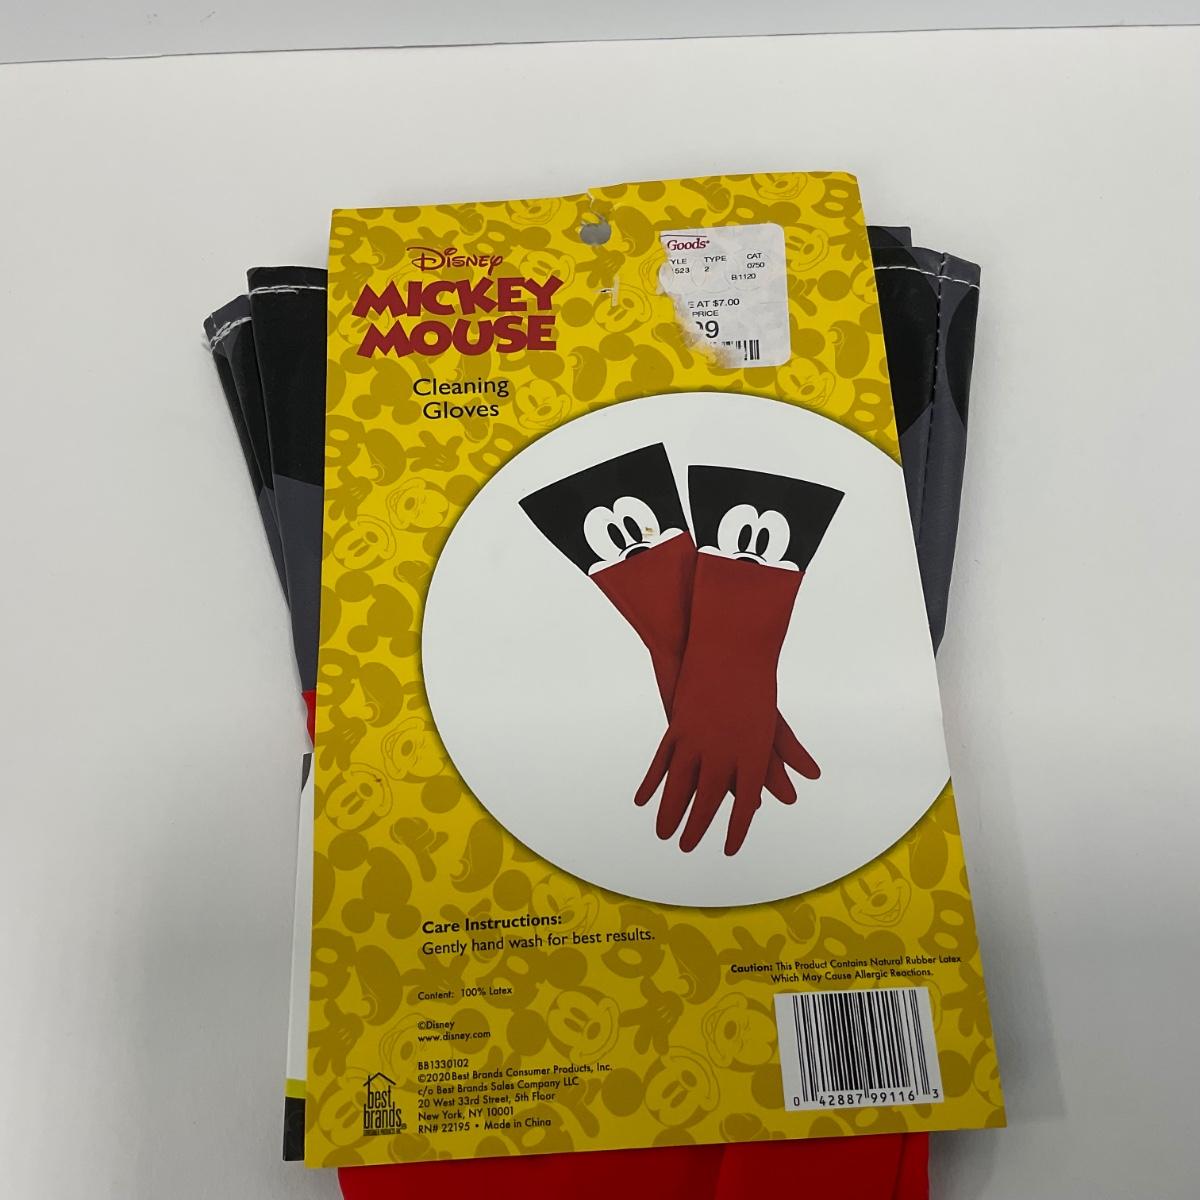 Disney
MICKEY
MOUSE
Cleaning
Gloves
Goods
TYPE CAT
523 2 0750
B1120
AT $7.00
PRICE
99
Care Instructions:
Gently hand wash for best results.
Caution: This Product Contains Natural Rubber Latex
Which May Cause Allergic Reactions.
Content: 100% Latex
©Disney
www.disney.com
BB1330102
©2020 Best Brands Consumer Products, Inc.
c/o Best Brands Sales Company LLC
20 West 33rd Street, 5th Floor
New York, NY 10001
RN# 22195 • Made in China
best
brands
CONSUMER PRODUCTS INC.
0 42887 99116 3